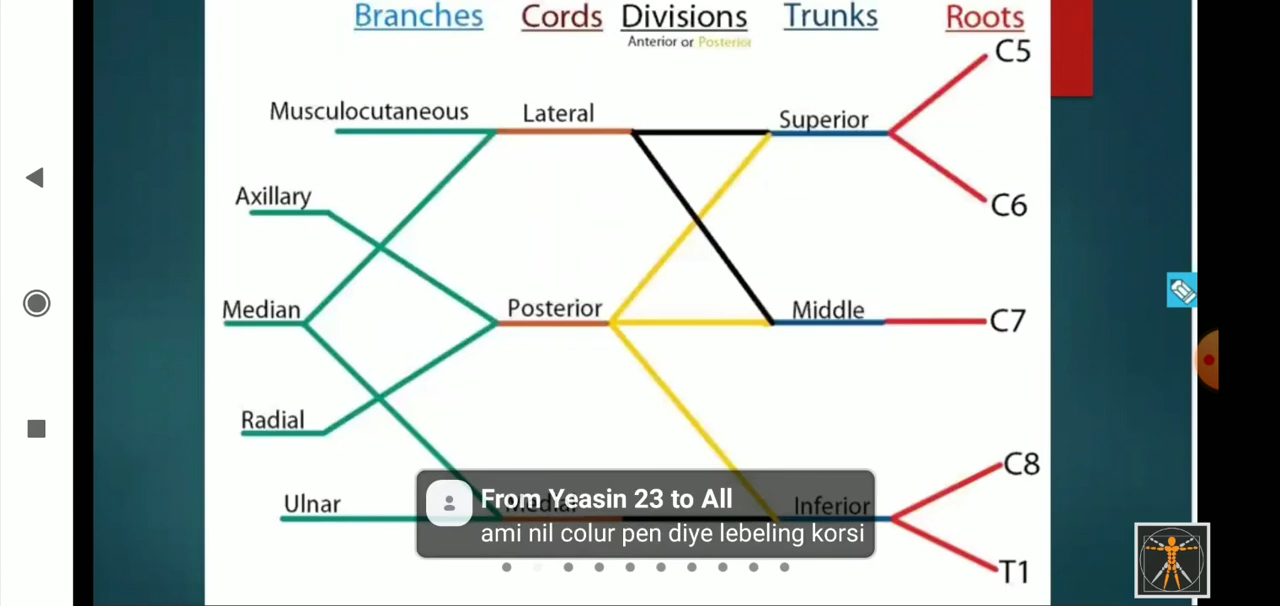 Branches Cords Divisions Trunks Roots
Anterior or Posterior
C5
Musculocutaneous Lateral Superior
Axillary C6
Median Posterior Middle C7
Radial
C8
Ulnar Medial Inferior
From Yeasin 23 to All
ami nil colur pen diye lebeling korsi
T1